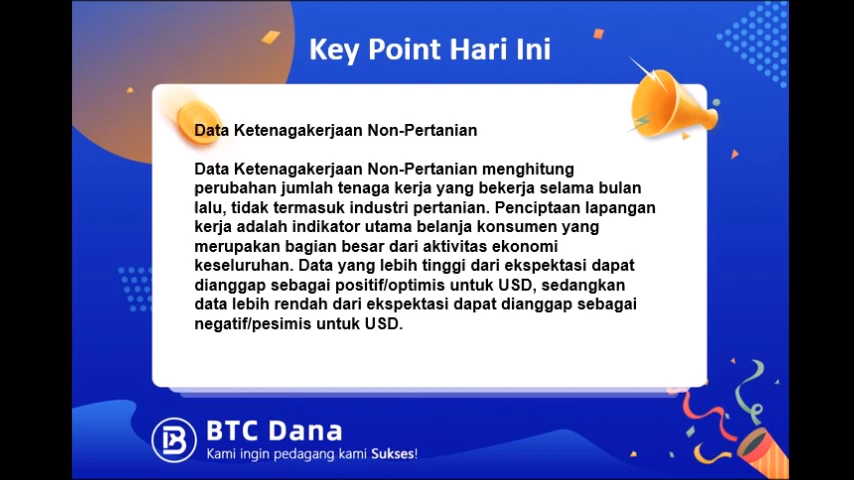 Key Point Hari Ini
Data Ketenagakerjaan Non-Pertanian
Data Ketenagakerjaan Non-Pertanian menghitung
perubahan jumlah tenaga kerja yang bekerja selama bulan
lalu, tidak termasuk industri pertanian. Penciptaan lapangan
kerja adalah indikator utama belanja konsumen yang
merupakan bagian besar dari aktivitas ekonomi
keseluruhan. Data yang lebih tinggi dari ekspektasi dapat
dianggap sebagai positif/optimis untuk USD, sedangkan
data lebih rendah dari ekspektasi dapat dianggap sebagai
negatif/pesimis untuk USD.
BTC Dana
Kami ingin pedagang kami Sukses!